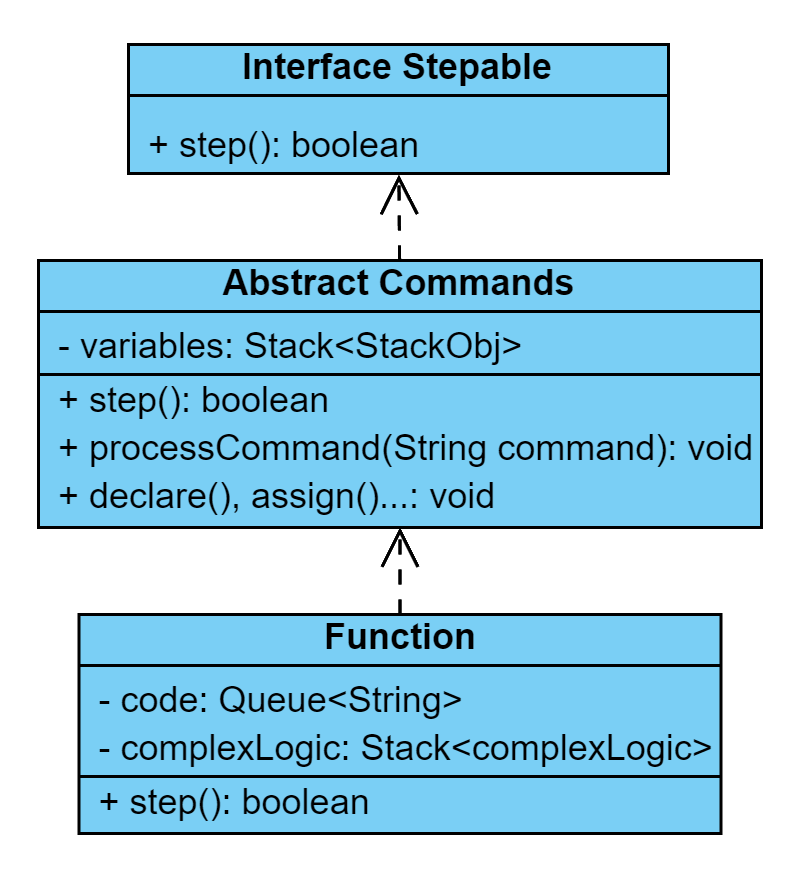 Interface Stepable
+ step(): boolean
Abstract Commands
- variables: Stack<StackObj>
+ step(): boolean
+ processCommand(String command): void
+ declare(), assign()...: void
Function
- code: Queue<String>
- complexLogic: Stack<complexLogic>
+ step(): boolean